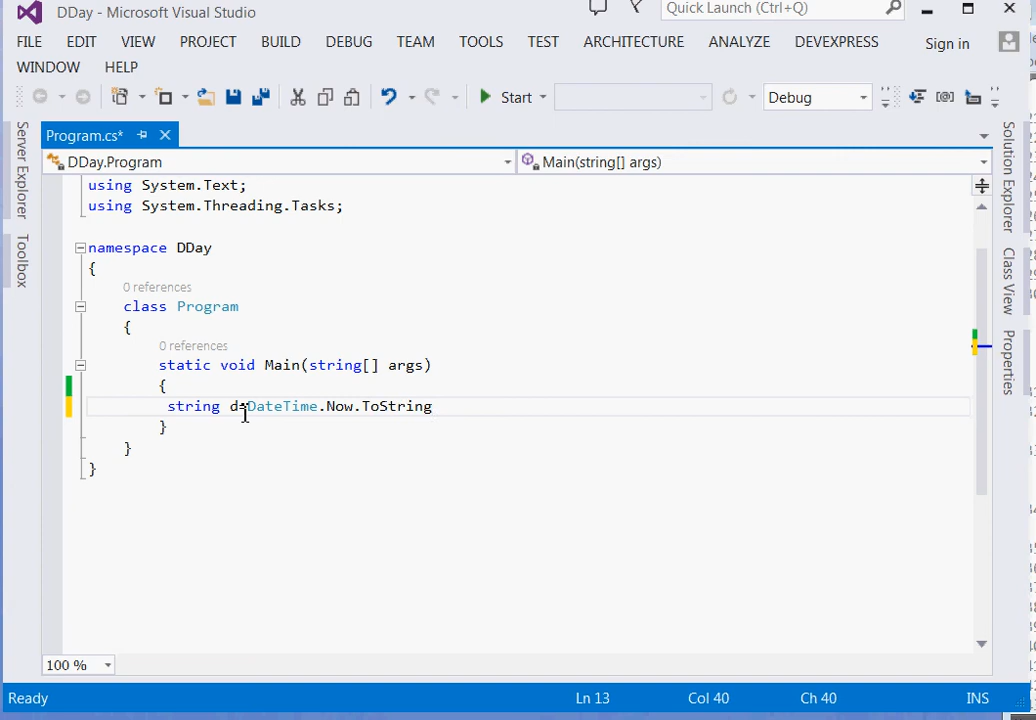 DDay - Microsoft Visual Studio
Quick Launch (Ctrl+Q)
FILE EDIT VIEW PROJECT BUILD DEBUG TEAM TOOLS TEST ARCHITECTURE ANALYZE DEVEXPRESS Sign in
WINDOW HELP
Start Debug
Server Explorer
Toolbox
Program.cs*
DDay.Program Main(string[] args)
using System.Text;
using System.Threading.Tasks;
namespace DDay
{
0 references
class Program
{
0 references
static void Main(string[] args)
{
string d=DateTime.Now.ToString
}
}
}
Solution Explorer
Class View
Properties
100 %
Ready Ln 13 Col 40 Ch 40 INS